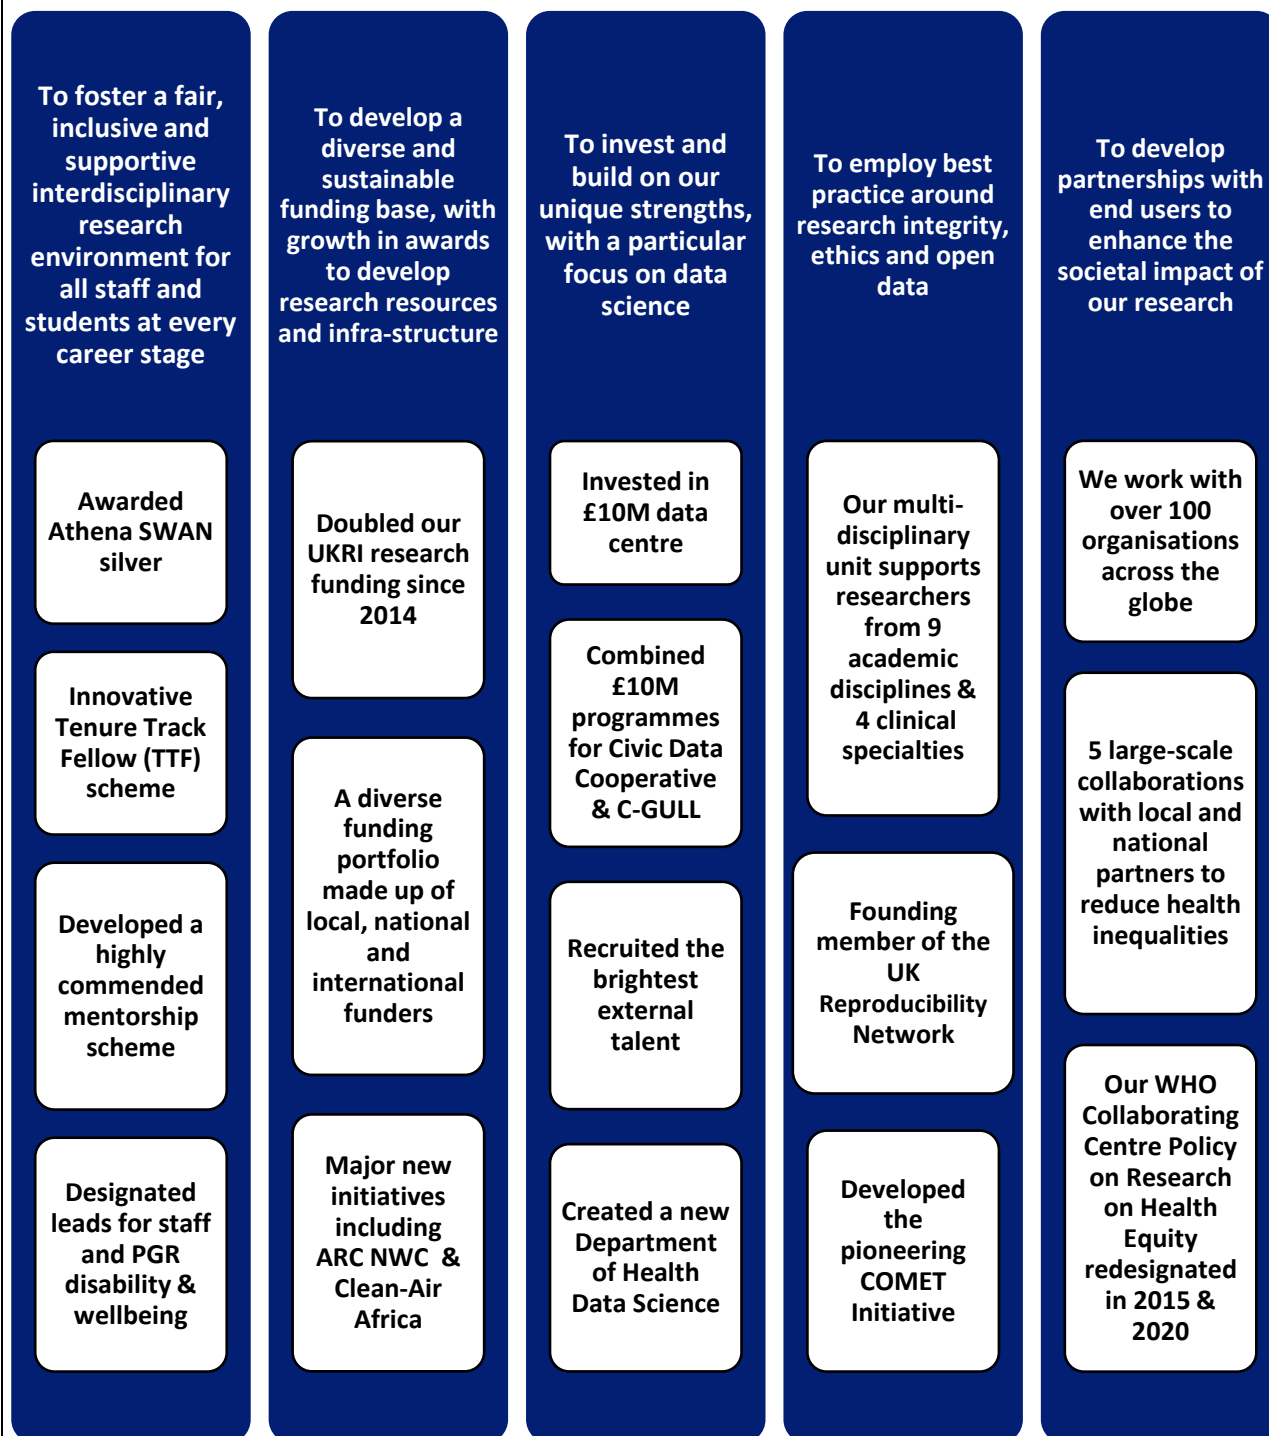 To foster a fair,
inclusive and
supportive
interdisciplinary
research
environment for
all staff and
students at every
career stage
Awarded
Athena SWAN
silver
Innovative
Tenure Track
Fellow (TTF)
scheme
Developed a
highly
commended
mentorship
scheme
Designated
leads for staff
and PGR
disability &
wellbeing
To develop a
diverse and
sustainable
funding base, with
growth in awards
to develop
research resources
and infra-structure
Doubled our
UKRI research
funding since
2014
A diverse
funding
portfolio
made up of
local, national
and
international
funders
Major new
initiatives
including
ARC NWC &
Clean-Air
Africa
To invest and
build on our
unique strengths,
with a particular
focus on data
science
Invested in
£10M data
centre
Combined
£10M
programmes
for Civic Data
Cooperative
& C-GULL
Recruited the
brightest
external
talent
Created a new
Department
of Health
Data Science
To employ best
practice around
research integrity,
ethics and open
data
Our multi-
disciplinary
unit supports
researchers
from 9
academic
disciplines &
4 clinical
specialties
Founding
member of the
UK
Reproducibility
Network
Developed
the
pioneering
COMET
Initiative
To develop
partnerships with
end users to
enhance the
societal impact of
our research
We work with
over 100
organisations
across the
globe
5 large-scale
collaborations
with local and
national
partners to
reduce health
inequalities
Our WHO
Collaborating
Centre Policy
on Research
on Health
Equity
redesignated
in 2015 &
2020